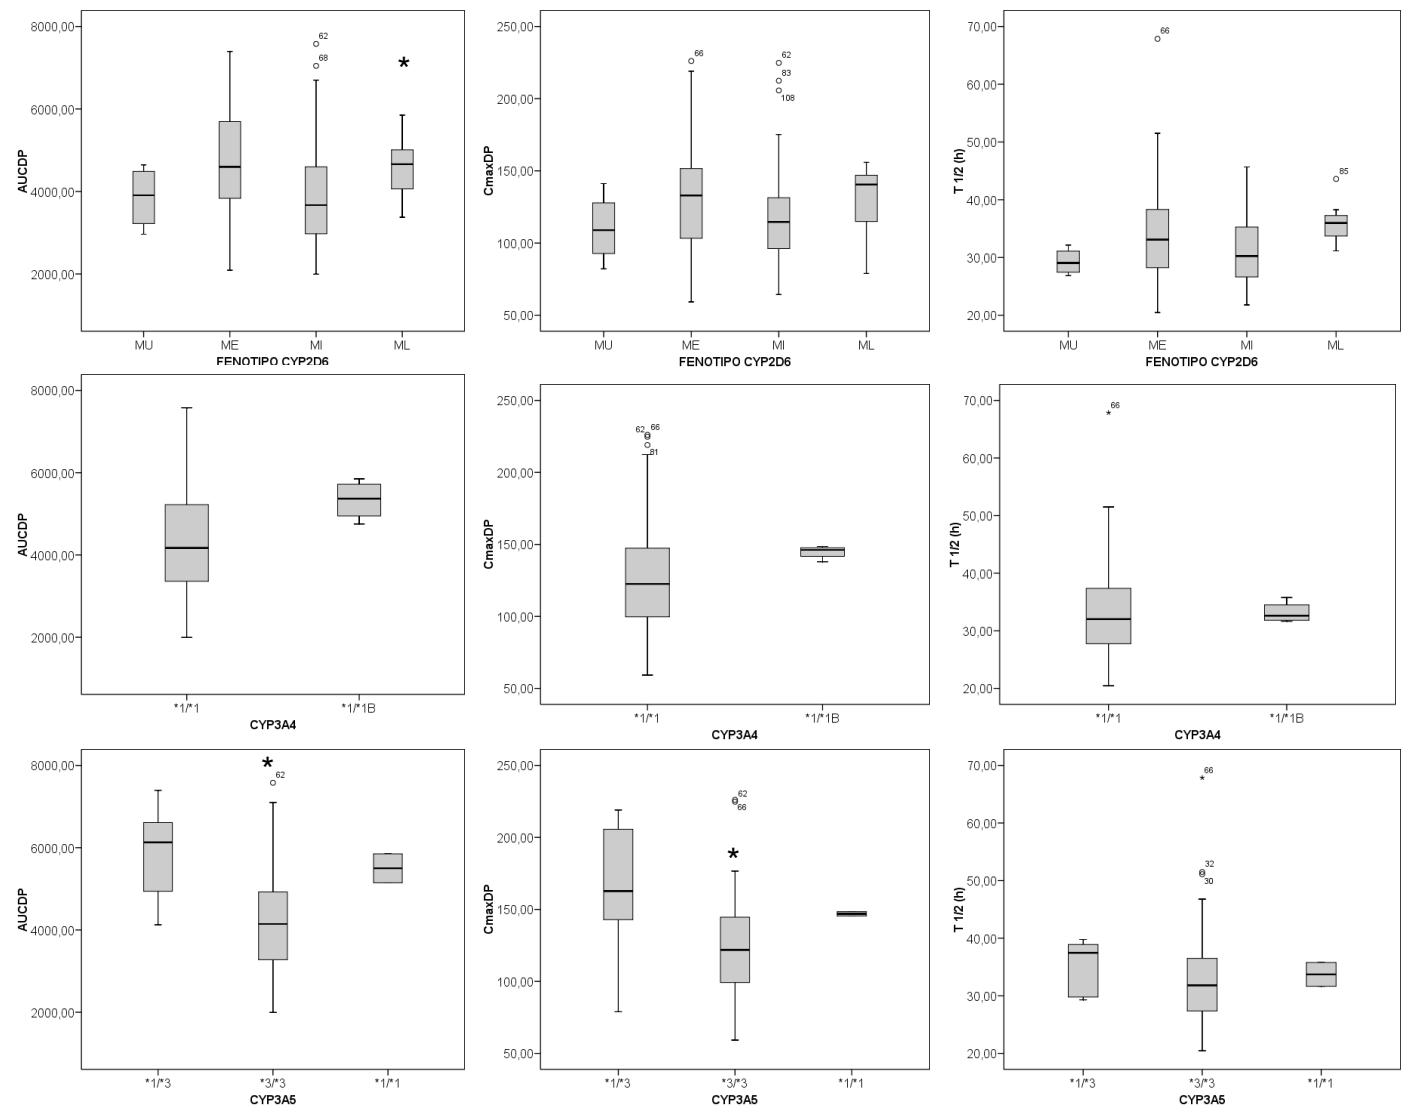 8000,00
6000,00
4000,00
2000,00
AUCDP
62
68
*
MU ME MI ML
FENOTIPO CYP2D6
250,00
200,00
150,00
100,00
50,00
CmaxDP
66
62
83
108
MU ME MI ML
FENOTIPO CYP2D6
70,00
60,00
50,00
40,00
30,00
20,00
T 1/2 (h)
66
85
MU ME MI ML
FENOTIPO CYP2D6
8000,00
6000,00
4000,00
2000,00
AUCDP
*1/*1 *1/*1B
CYP3A4
250,00
200,00
150,00
100,00
50,00
CmaxDP
62 66
81
*1/*1 *1/*1B
CYP3A4
70,00
60,00
50,00
40,00
30,00
20,00
T 1/2 (h)
66
*1/*1 *1/*1B
CYP3A4
8000,00
6000,00
4000,00
2000,00
AUCDP
*
62
*1/*3 *3/*3 *1/*1
CYP3A5
250,00
200,00
150,00
100,00
50,00
CmaxDP
62
66
*
*1/*3 *3/*3 *1/*1
CYP3A5
70,00
60,00
50,00
40,00
30,00
20,00
T 1/2 (h)
66
32
30
*1/*3 *3/*3 *1/*1
CYP3A5